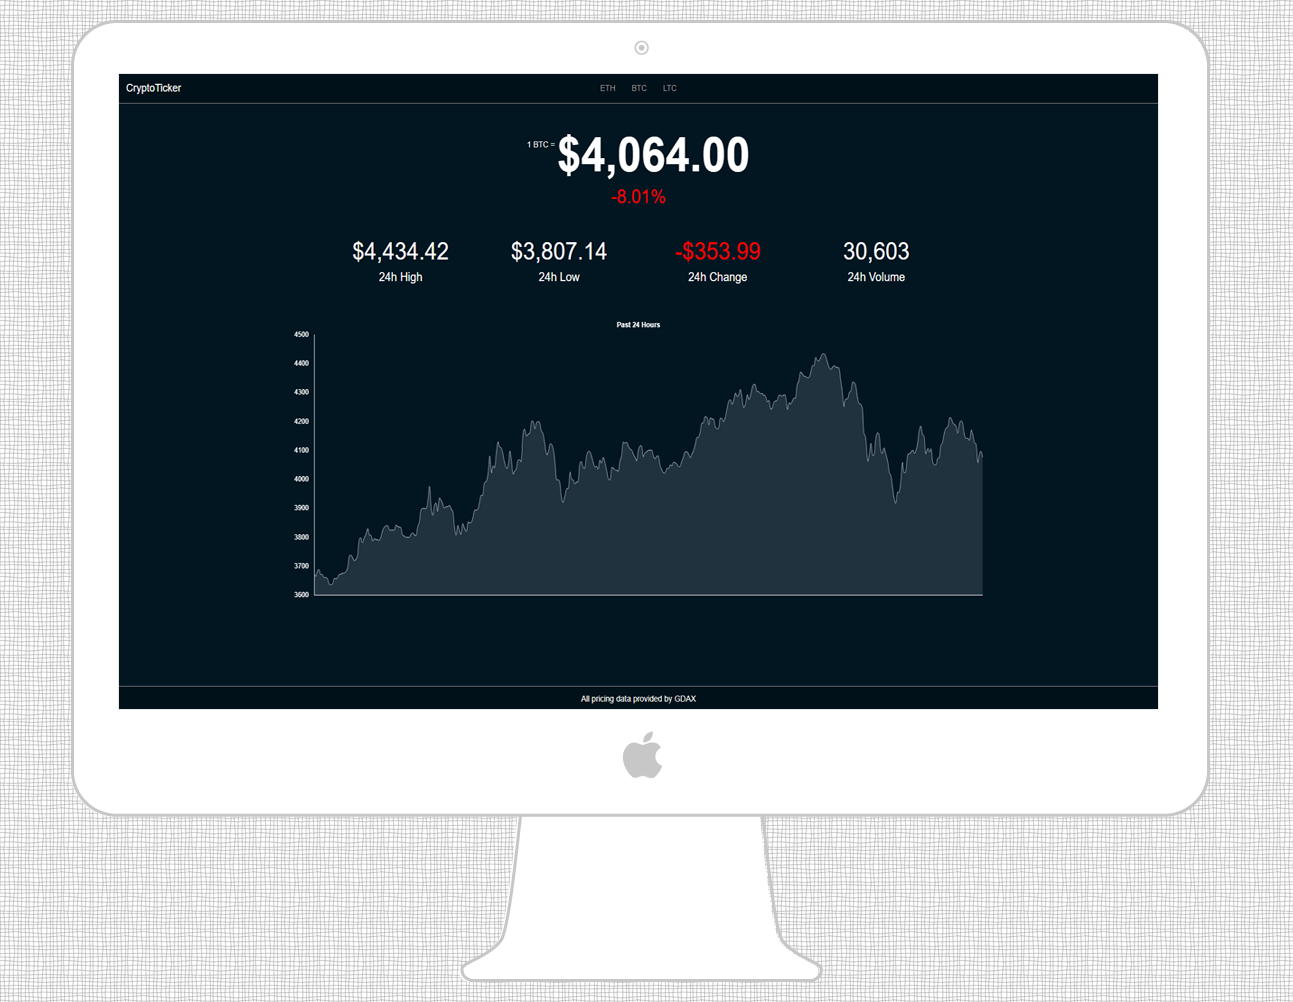 CryptoTicker
ETH BTC LTC
1 BTC = $4,064.00
-8.01%
$4,434.42 $3,807.14 -$353.99 30,603
24h High 24h Low 24h Change 24h Volume
Past 24 Hours
4500
4400
4300
4200
4100
4000
3900
3800
3700
3600
All pricing data provided by GDAX